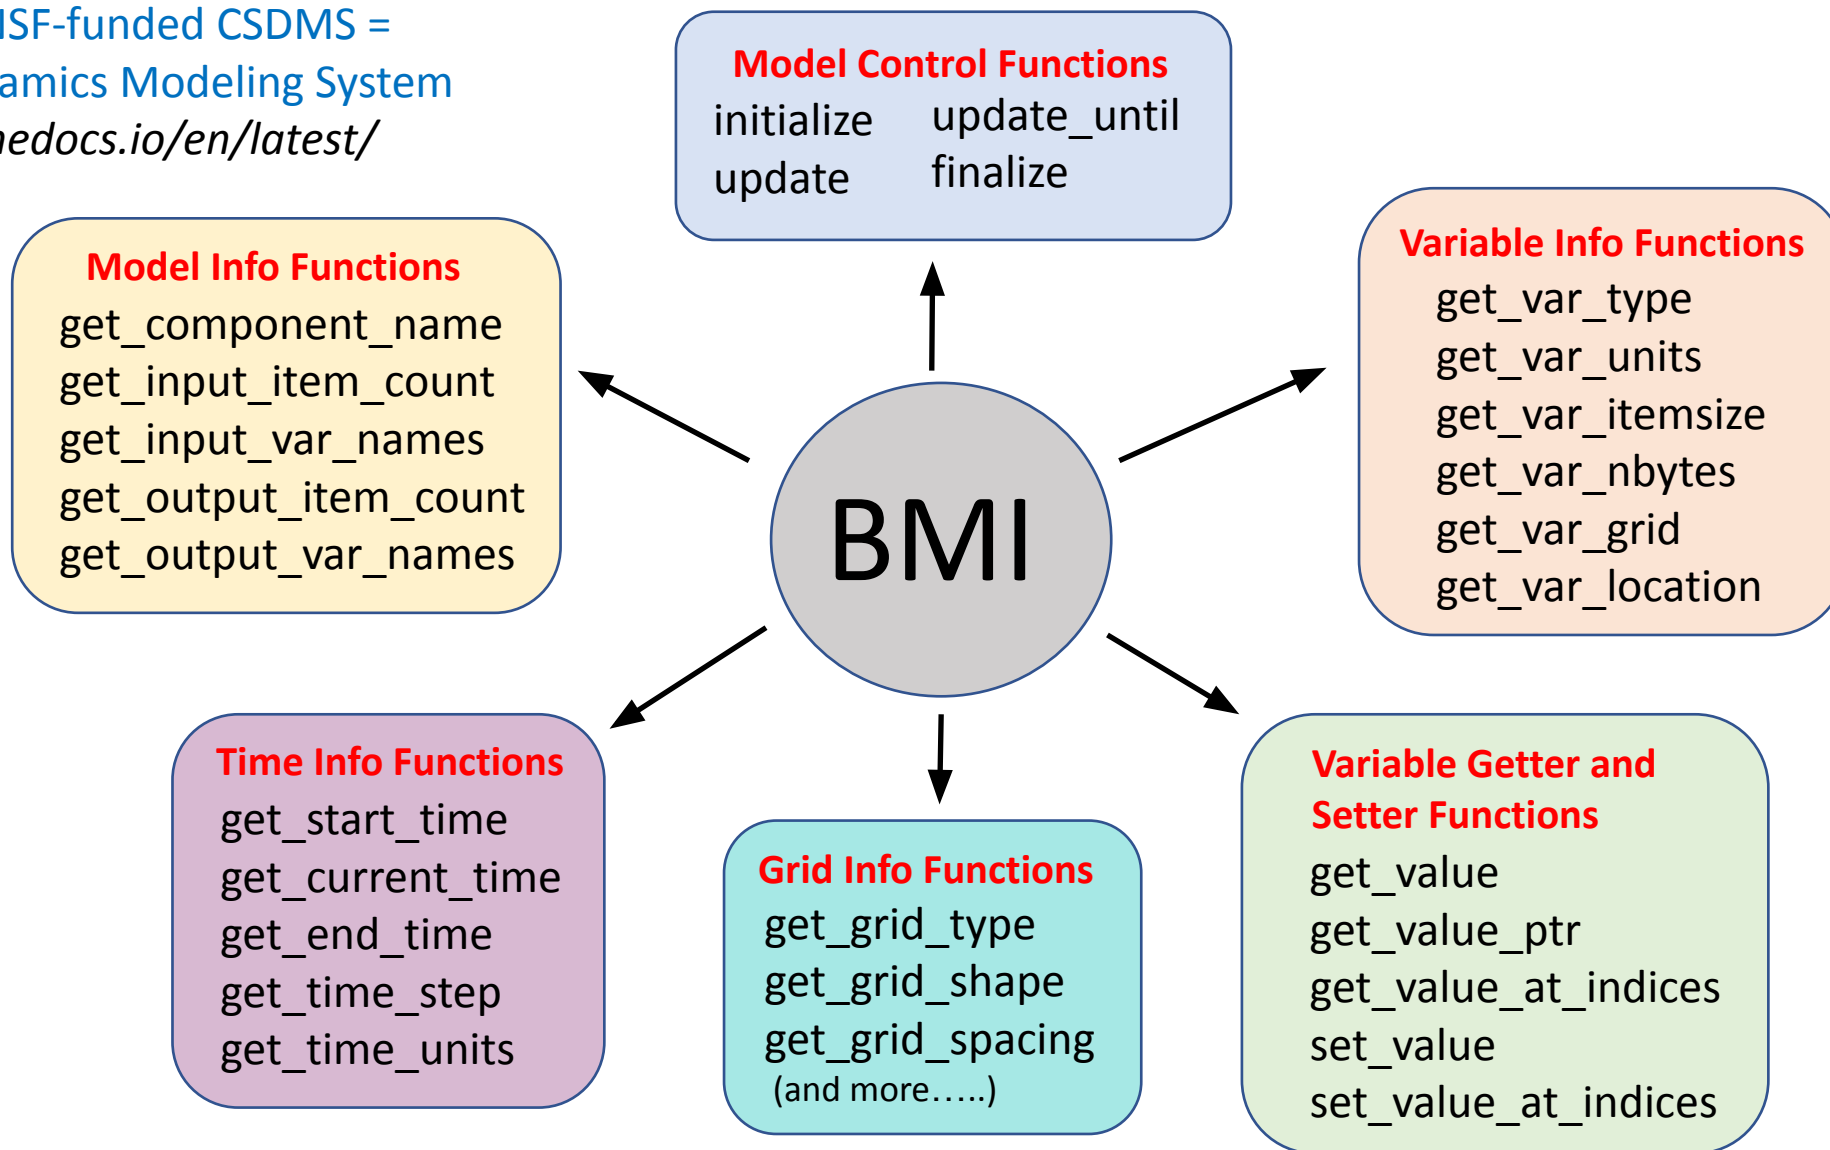 ISF-funded CSDMS =
amics Modeling System
nedocs.io/en/latest/
Model Control Functions
initialize update_until
update finalize
Model Info Functions
get_component_name
get_input_item_count
get_input_var_names
get_output_item_count
get_output_var_names
Variable Info Functions
get_var_type
get_var_units
get_var_itemsize
get_var_nbytes
get_var_grid
get_var_location
BMI
Time Info Functions
get_start_time
get_current_time
get_end_time
get_time_step
get_time_units
Grid Info Functions
get_grid_type
get_grid_shape
get_grid_spacing
(and more…..)
Variable Getter and
Setter Functions
get_value
get_value_ptr
get_value_at_indices
set_value
set_value_at_indices